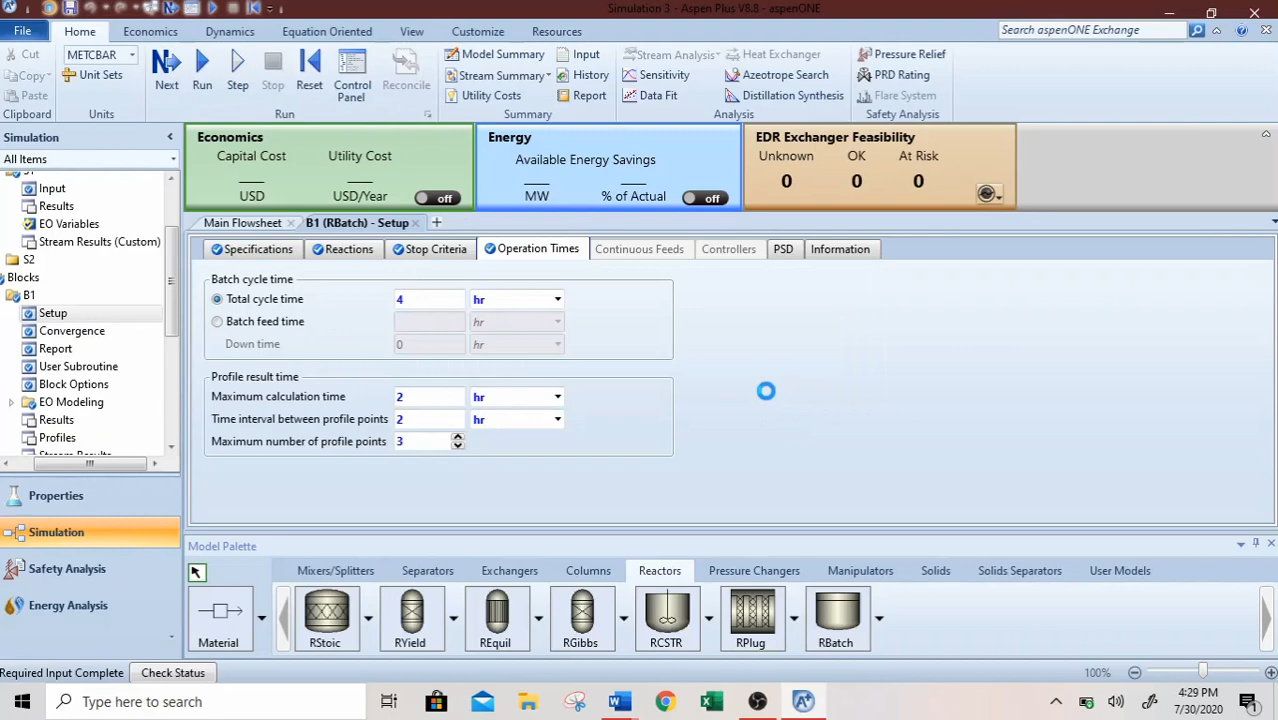 Simulation 3 - Aspen Plus V8.8 - aspenONE
File
Home
Economics
Dynamics
Equation Oriented
View
Customize
Resources
Search aspenONE Exchange
Cut
Copy
Paste
Clipboard
METCBAR
Unit Sets
Units
Next
Run
Step
Stop
Reset
Control Panel
Reconcile
Run
Model Summary
Stream Summary
Utility Costs
Input
History
Report
Summary
Stream Analysis
Sensitivity
Data Fit
Heat Exchanger
Azeotrope Search
Distillation Synthesis
Analysis
Pressure Relief
PRD Rating
Flare System
Safety Analysis
Simulation
All Items
Economics
Capital Cost
Utility Cost
USD
USD/Year
off
Energy
Available Energy Savings
MW
% of Actual
off
EDR Exchanger Feasibility
Unknown
OK
At Risk
0
0
0
Input
Results
EO Variables
Stream Results (Custom)
S2
Blocks
B1
Setup
Convergence
Report
User Subroutine
Block Options
EO Modeling
Results
Profiles
Main Flowsheet
B1 (RBatch) - Setup
Specifications
Reactions
Stop Criteria
Operation Times
Continuous Feeds
Controllers
PSD
Information
Batch cycle time
Total cycle time 4 hr
Batch feed time hr
Down time 0 hr
Profile result time
Maximum calculation time 2 hr
Time interval between profile points 2 hr
Maximum number of profile points 3
Properties
Simulation
Safety Analysis
Energy Analysis
Model Palette
Mixers/Splitters
Separators
Exchangers
Columns
Reactors
Pressure Changers
Manipulators
Solids
Solids Separators
User Models
Material
RStoic
RYield
REquil
RGibbs
RCSTR
RPlug
RBatch
Required Input Complete
Check Status
100%
Type here to search
4:29 PM
7/30/2020